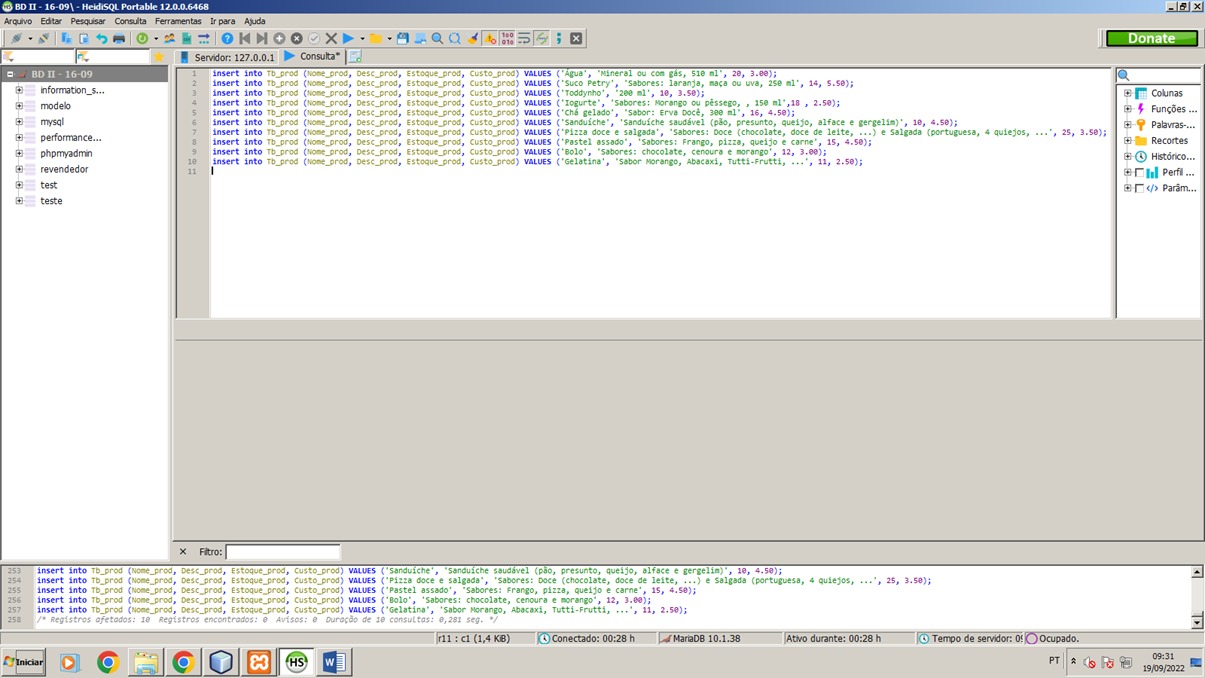 BD II - 16-09\ - HeidiSQL Portable 12.0.0.6468
Arquivo Editar Pesquisar Consulta Ferramentas Ir para Ajuda
Donate
Servidor: 127.0.0.1 Consulta*
BD II - 16-09
information_s...
modelo
mysql
performance...
phpmyadmin
revendedor
test
teste
1 insert into Tb_prod (Nome_prod, Desc_prod, Estoque_prod, Custo_prod) VALUES ('Água', 'Mineral ou com gás, 510 ml', 20, 3.00);
2 insert into Tb_prod (Nome_prod, Desc_prod, Estoque_prod, Custo_prod) VALUES ('Suco Petry', 'Sabores: laranja, maça ou uva, 250 ml', 14, 5.50);
3 insert into Tb_prod (Nome_prod, Desc_prod, Estoque_prod, Custo_prod) VALUES ('Toddynho', '200 ml', 10, 3.50);
4 insert into Tb_prod (Nome_prod, Desc_prod, Estoque_prod, Custo_prod) VALUES ('Iogurte', 'Sabores: Morango ou pêssego, , 150 ml',18 , 2.50);
5 insert into Tb_prod (Nome_prod, Desc_prod, Estoque_prod, Custo_prod) VALUES ('Chá gelado', 'Sabor: Erva Docê, 300 ml', 16, 4.50);
6 insert into Tb_prod (Nome_prod, Desc_prod, Estoque_prod, Custo_prod) VALUES ('Sanduíche', 'Sanduíche saudável (pão, presunto, queijo, alface e gergelim)', 10, 4.50);
7 insert into Tb_prod (Nome_prod, Desc_prod, Estoque_prod, Custo_prod) VALUES ('Pizza doce e salgada', 'Sabores: Doce (chocolate, doce de leite, ...) e Salgada (portuguesa, 4 quiejos, ...', 25, 3.50);
8 insert into Tb_prod (Nome_prod, Desc_prod, Estoque_prod, Custo_prod) VALUES ('Pastel assado', 'Sabores: Frango, pizza, queijo e carne', 15, 4.50);
9 insert into Tb_prod (Nome_prod, Desc_prod, Estoque_prod, Custo_prod) VALUES ('Bolo', 'Sabores: chocolate, cenoura e morango', 12, 3.00);
10 insert into Tb_prod (Nome_prod, Desc_prod, Estoque_prod, Custo_prod) VALUES ('Gelatina', 'Sabor Morango, Abacaxi, Tutti-Frutti, ...', 11, 2.50);
11
Colunas
Funções ...
Palavras-...
Recortes
Histórico...
Perfil ...
Parâm...
Filtro:
253 insert into Tb_prod (Nome_prod, Desc_prod, Estoque_prod, Custo_prod) VALUES ('Sanduíche', 'Sanduíche saudável (pão, presunto, queijo, alface e gergelim)', 10, 4.50);
254 insert into Tb_prod (Nome_prod, Desc_prod, Estoque_prod, Custo_prod) VALUES ('Pizza doce e salgada', 'Sabores: Doce (chocolate, doce de leite, ...) e Salgada (portuguesa, 4 quiejos, ...', 25, 3.50);
255 insert into Tb_prod (Nome_prod, Desc_prod, Estoque_prod, Custo_prod) VALUES ('Pastel assado', 'Sabores: Frango, pizza, queijo e carne', 15, 4.50);
256 insert into Tb_prod (Nome_prod, Desc_prod, Estoque_prod, Custo_prod) VALUES ('Bolo', 'Sabores: chocolate, cenoura e morango', 12, 3.00);
257 insert into Tb_prod (Nome_prod, Desc_prod, Estoque_prod, Custo_prod) VALUES ('Gelatina', 'Sabor Morango, Abacaxi, Tutti-Frutti, ...', 11, 2.50);
258 /* Registros afetados: 10 Registros encontrados: 0 Avisos: 0 Duração de 10 consultas: 0,281 seg. */
r11 : c1 (1,4 KiB) Conectado: 00:28 h MariaDB 10.1.38 Ativo durante: 00:28 h Tempo de servidor: 09 Ocupado.
Iniciar HS W PT 09:31
19/09/2022